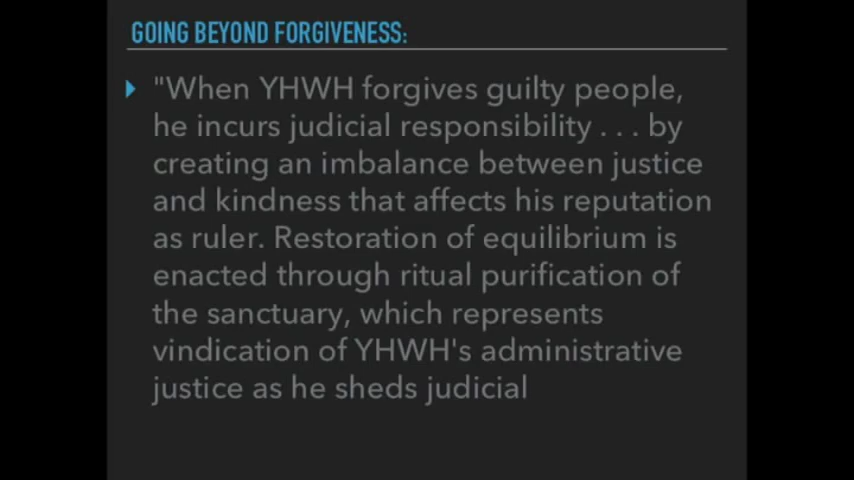 GOING BEYOND FORGIVENESS:
"When YHWH forgives guilty people,
he incurs judicial responsibility . . . by
creating an imbalance between justice
and kindness that affects his reputation
as ruler. Restoration of equilibrium is
enacted through ritual purification of
the sanctuary, which represents
vindication of YHWH's administrative
justice as he sheds judicial